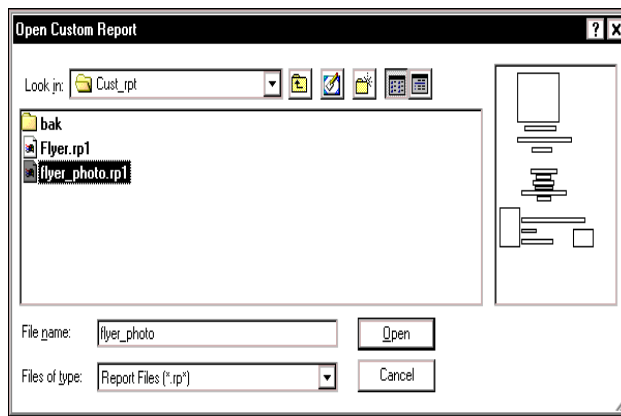 Open Custom Report
Look in: Cust_rpt
bak
Flyer.rp1
flyer_photo.rp1
File name: flyer_photo Open
Files of type: Report Files (*.rp*) Cancel